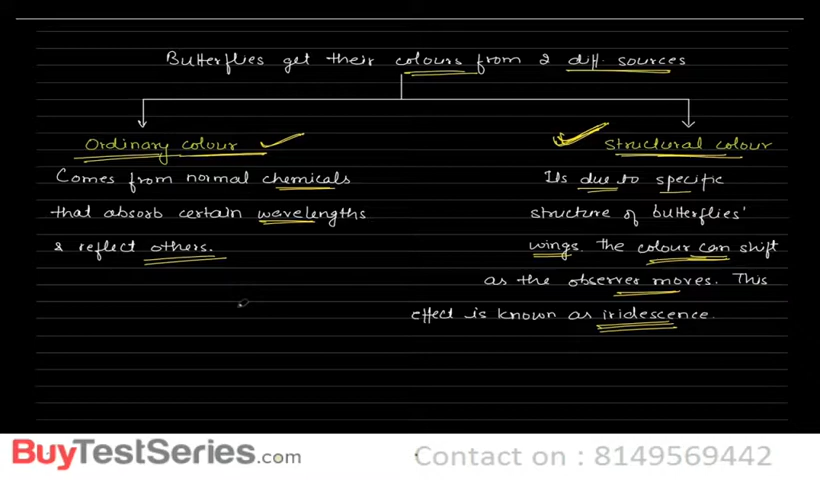 Butterflies get their colours from 2 diff. sources
Ordinary colour
Comes from normal chemicals
that absorb certain wavelengths
& reflect others.
Structural colour
Its due to specific
structure of butterflies'
wings. The colour can shift
as the observer moves. This
effect is known as iridescence.
BuyTestSeries.com
Contact on : 8149569442